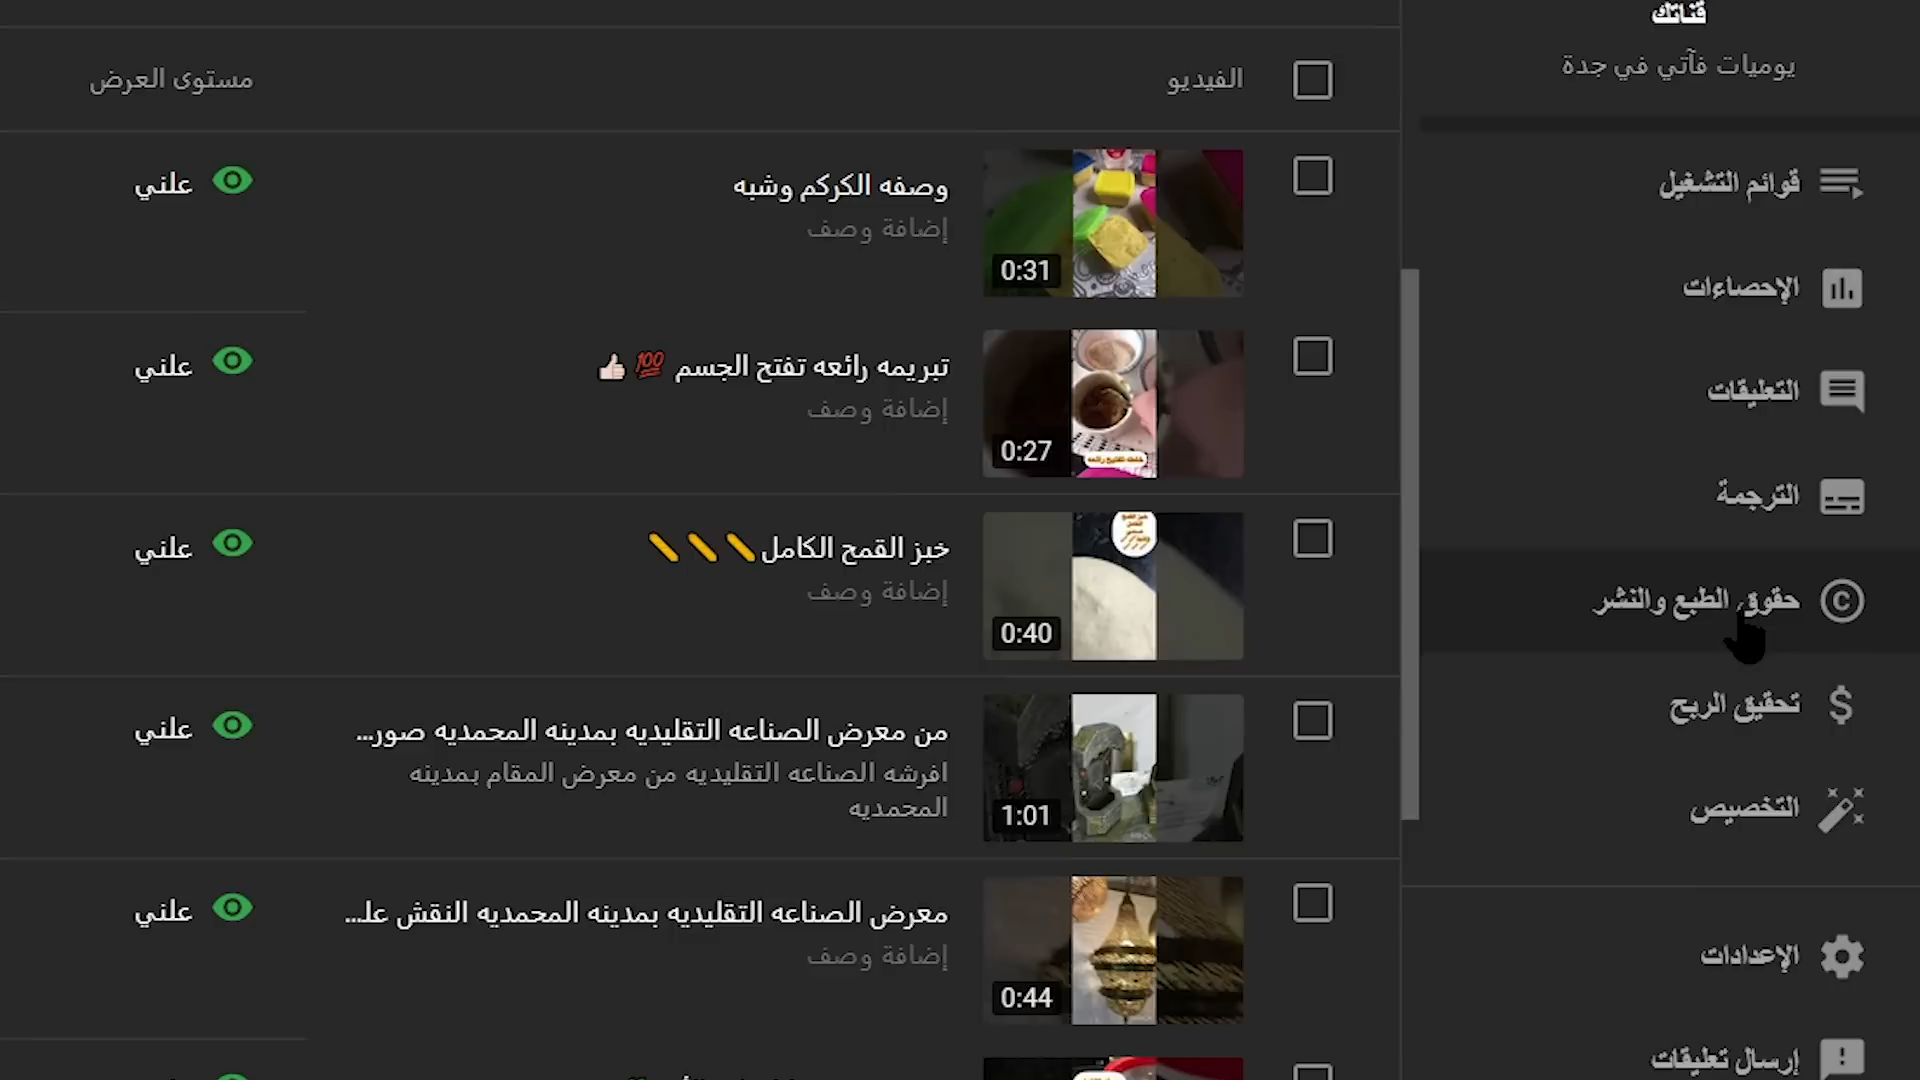 قناتك
يوميات فآتي في جدة
قوائم التشغيل
الإحصاءات
التعليقات
الترجمة
حقوق الطبع والنشر
تحقيق الربح
التخصيص
الإعدادات
إرسال تعليقات
الفيديو
مستوى العرض
وصفه الكركم وشبه
إضافة وصف
0:31
علني
تبريمه رائعه تفتح الجسم 💯 👍🏻
إضافة وصف
0:27
علني
خبز القمح الكامل 📏📏📏
إضافة وصف
0:40
علني
من معرض الصناعه التقليديه بمدينه المحمديه صور...
افرشه الصناعه التقليديه من معرض المقام بمدينه
المحمديه
1:01
علني
معرض الصناعه التقليديه بمدينه المحمديه النقش علـ...
إضافة وصف
0:44
علني